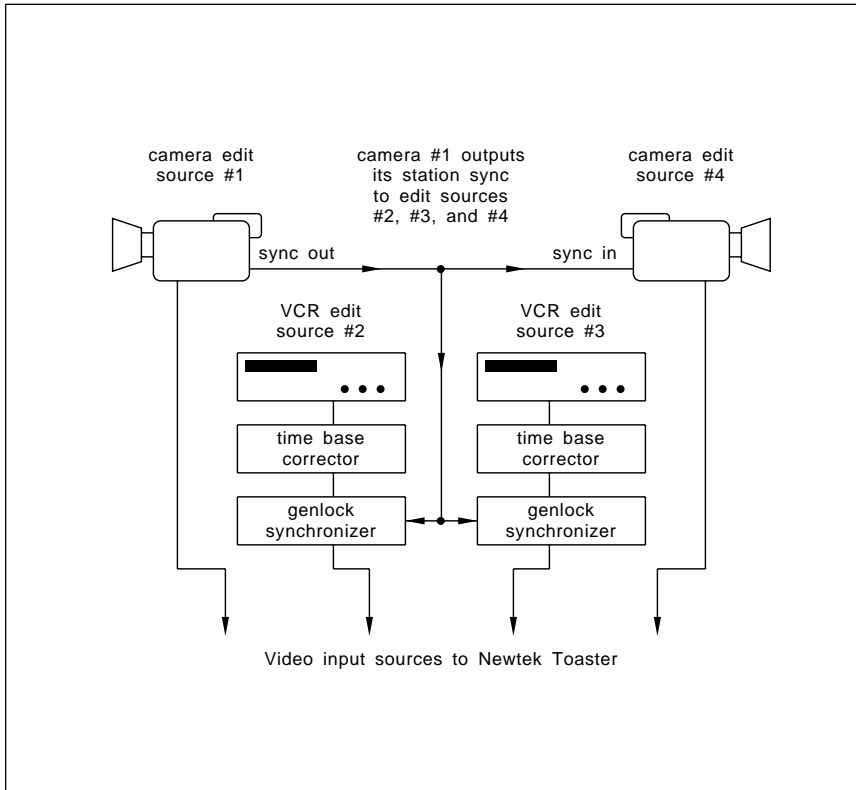 camera edit
source #1
camera #1 outputs
its station sync
to edit sources
#2, #3, and #4
camera edit
source #4
sync out
sync in
VCR edit
source #2
VCR edit
source #3
time base
corrector
time base
corrector
genlock
synchronizer
genlock
synchronizer
Video input sources to Newtek Toaster